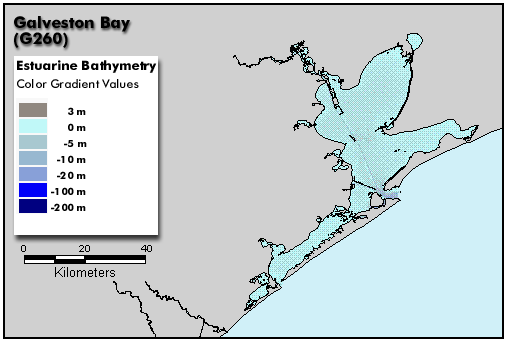 Galveston Bay
(G260)
Estuarine Bathymetry
Color Gradient Values
3 m
0 m
-5 m
-10 m
-20 m
-100 m
-200 m
0 20 40
Kilometers